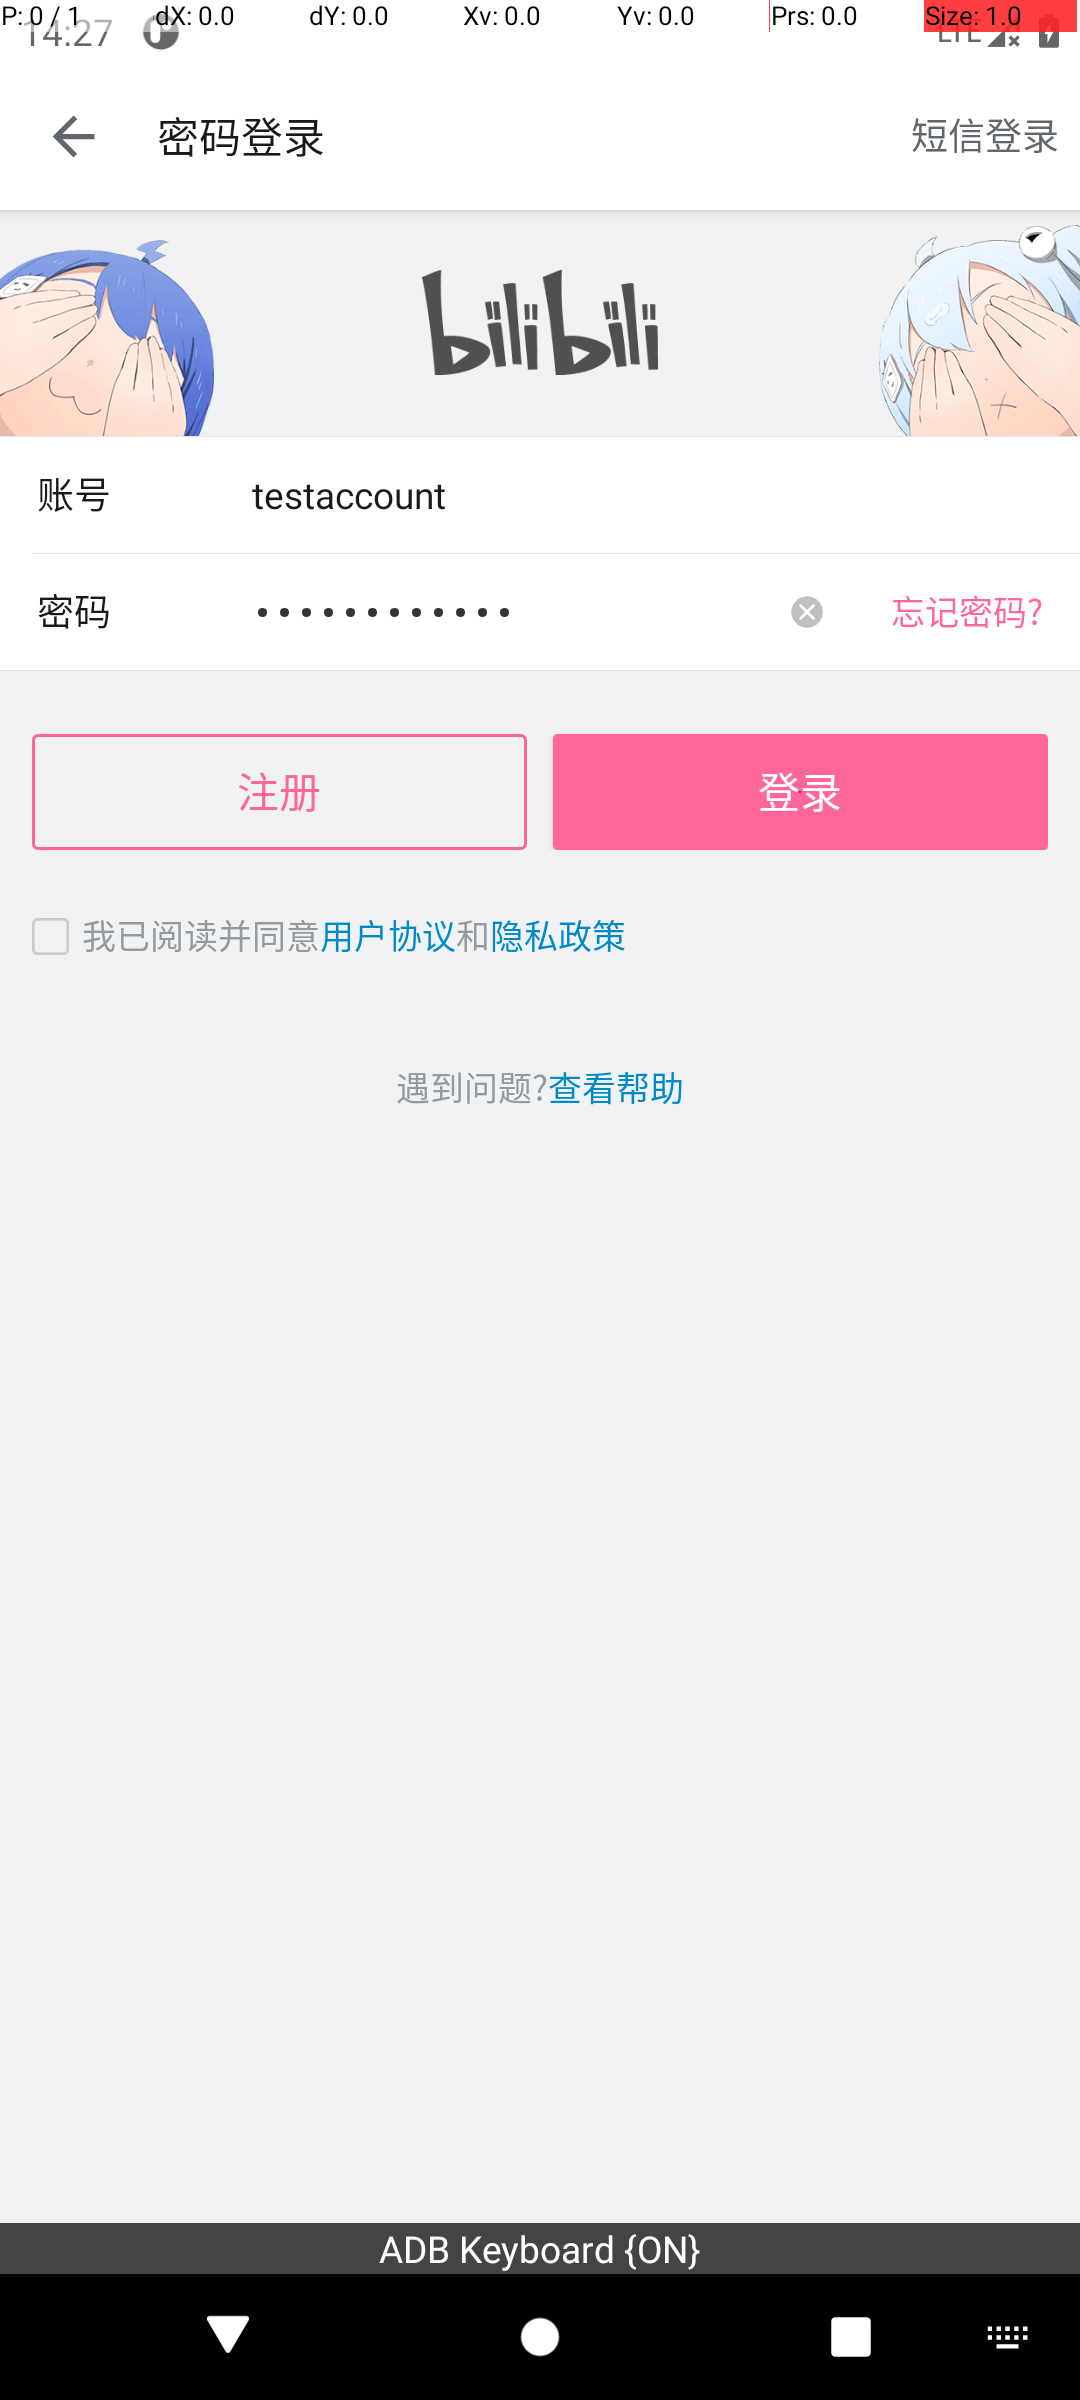 P: 0 / 1 dX: 0.0 dY: 0.0 Xv: 0.0 Yv: 0.0 Prs: 0.0 Size: 1.0
14:27 LTE
密码登录 短信登录
bilibili
账号 testaccount
密码 •••••••••••• 忘记密码?
注册 登录
我已阅读并同意用户协议和隐私政策
遇到问题?查看帮助
ADB Keyboard {ON}